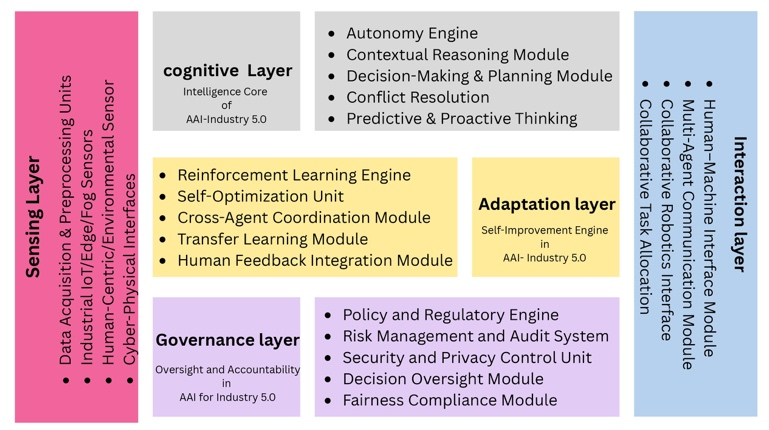 Sensing Layer
• Data Acquisition & Preprocessing Units
• Industrial IoT/Edge/Fog Sensors
• Human-Centric/Environmental Sensor
• Cyber-Physical Interfaces
cognitive Layer
Intelligence Core
of
AAI-Industry 5.0
• Autonomy Engine
• Contextual Reasoning Module
• Decision-Making & Planning Module
• Conflict Resolution
• Predictive & Proactive Thinking
• Reinforcement Learning Engine
• Self-Optimization Unit
• Cross-Agent Coordination Module
• Transfer Learning Module
• Human Feedback Integration Module
Adaptation layer
Self-Improvement Engine
in
AAI- Industry 5.0
Governance layer
Oversight and Accountability
in
AAI for Industry 5.0
• Policy and Regulatory Engine
• Risk Management and Audit System
• Security and Privacy Control Unit
• Decision Oversight Module
• Fairness Compliance Module
Interaction layer
• Human–Machine Interface Module
• Multi-Agent Communication Module
• Collaborative Robotics Interface
• Collaborative Task Allocation